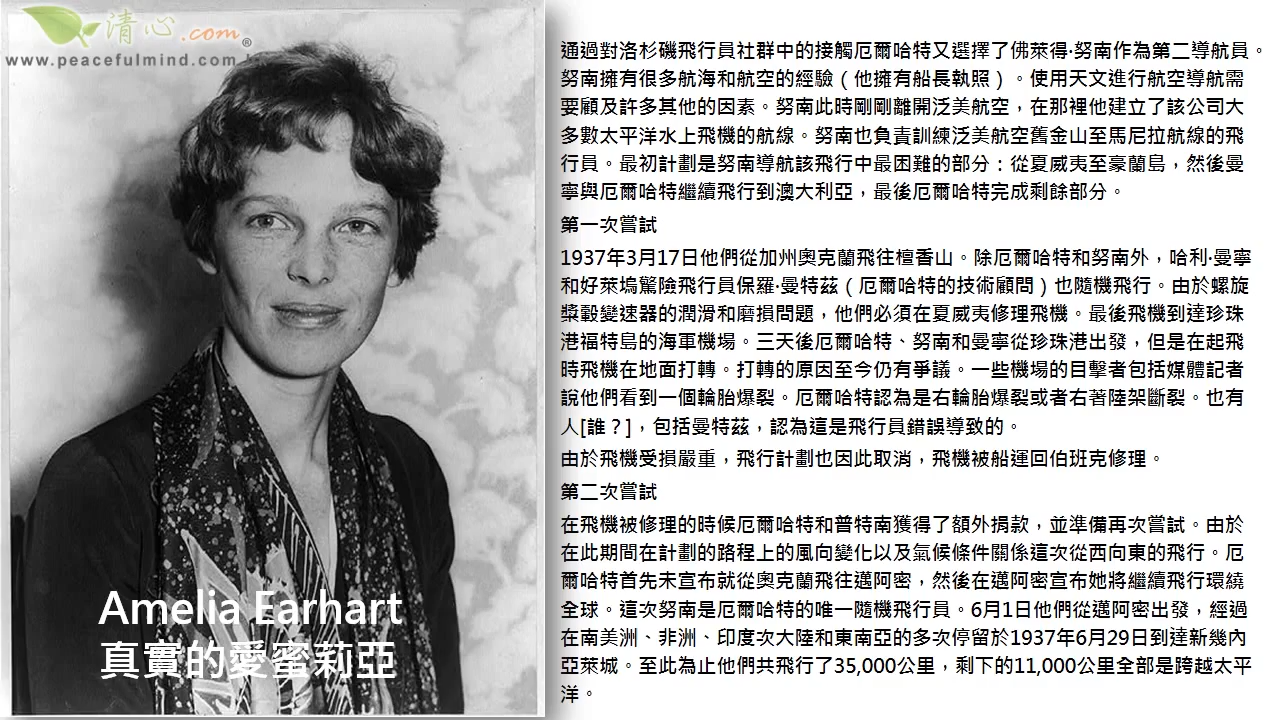 清心.com®
www.peacefulmind.com.h
通過對洛杉磯飛行員社群中的接觸厄爾哈特又選擇了佛萊得·努南作為第二導航員。
努南擁有很多航海和航空的經驗（他擁有船長執照）。使用天文進行航空導航需
要顧及許多其他的因素。努南此時剛剛離開泛美航空，在那裡他建立了該公司大
多數太平洋水上飛機的航線。努南也負責訓練泛美航空舊金山至馬尼拉航線的飛
行員。最初計劃是努南導航該飛行中最困難的部分：從夏威夷至豪蘭島，然後曼
寧與厄爾哈特繼續飛行到澳大利亞，最後厄爾哈特完成剩餘部分。
第一次嘗試
1937年3月17日他們從加州奧克蘭飛往檀香山。除厄爾哈特和努南外，哈利·曼寧
和好萊塢驚險飛行員保羅·曼特茲（厄爾哈特的技術顧問）也隨機飛行。由於螺旋
槳轂變速器的潤滑和磨損問題，他們必須在夏威夷修理飛機。最後飛機到達珍珠
港福特島的海軍機場。三天後厄爾哈特、努南和曼寧從珍珠港出發，但是在起飛
時飛機在地面打轉。打轉的原因至今仍有爭議。一些機場的目擊者包括媒體記者
說他們看到一個輪胎爆裂。厄爾哈特認為是右輪胎爆裂或者右著陸架斷裂。也有
人[誰？]，包括曼特茲，認為這是飛行員錯誤導致的。
由於飛機受損嚴重，飛行計劃也因此取消，飛機被船運回伯班克修理。
第二次嘗試
在飛機被修理的時候厄爾哈特和普特南獲得了額外捐款，並準備再次嘗試。由於
在此期間在計劃的路程上的風向變化以及氣候條件關係這次從西向東的飛行。厄
爾哈特首先未宣布就從奧克蘭飛往邁阿密，然後在邁阿密宣布她將繼續飛行環繞
全球。這次努南是厄爾哈特的唯一隨機飛行員。6月1日他們從邁阿密出發，經過
在南美洲、非洲、印度次大陸和東南亞的多次停留於1937年6月29日到達新幾內
亞萊城。至此為止他們共飛行了35,000公里，剩下的11,000公里全部是跨越太平
洋。
Amelia Earhart
真實的愛蜜莉亞